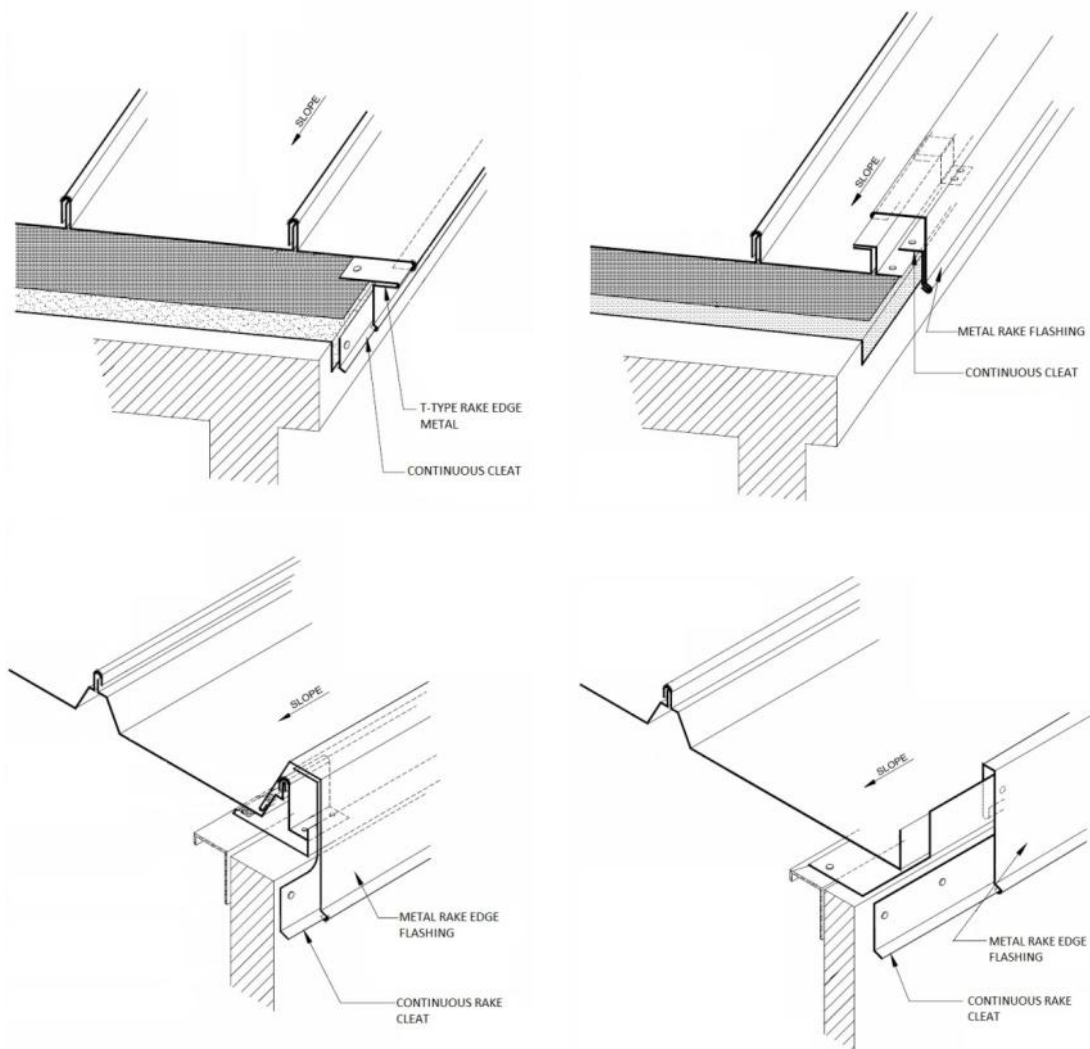 SLOPE
T-TYPE RAKE EDGE
METAL
CONTINUOUS CLEAT
SLOPE
METAL RAKE FLASHING
CONTINUOUS CLEAT
SLOPE
METAL RAKE EDGE
FLASHING
CONTINUOUS RAKE
CLEAT
SLOPE
METAL RAKE EDGE
FLASHING
CONTINUOUS RAKE
CLEAT